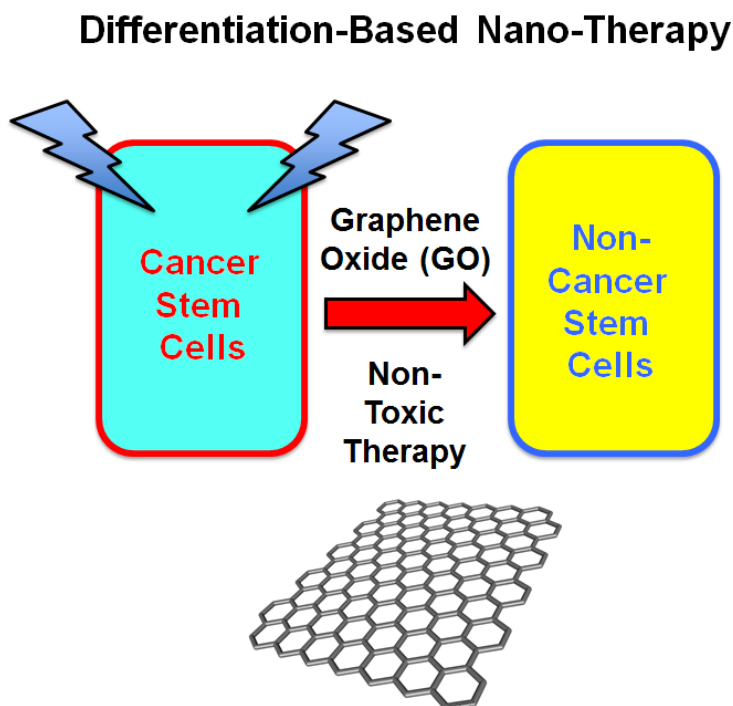 Differentiation-Based Nano-Therapy
Cancer
Stem
Cells
Graphene
Oxide (GO)
Non-
Toxic
Therapy
Non-
Cancer
Stem
Cells